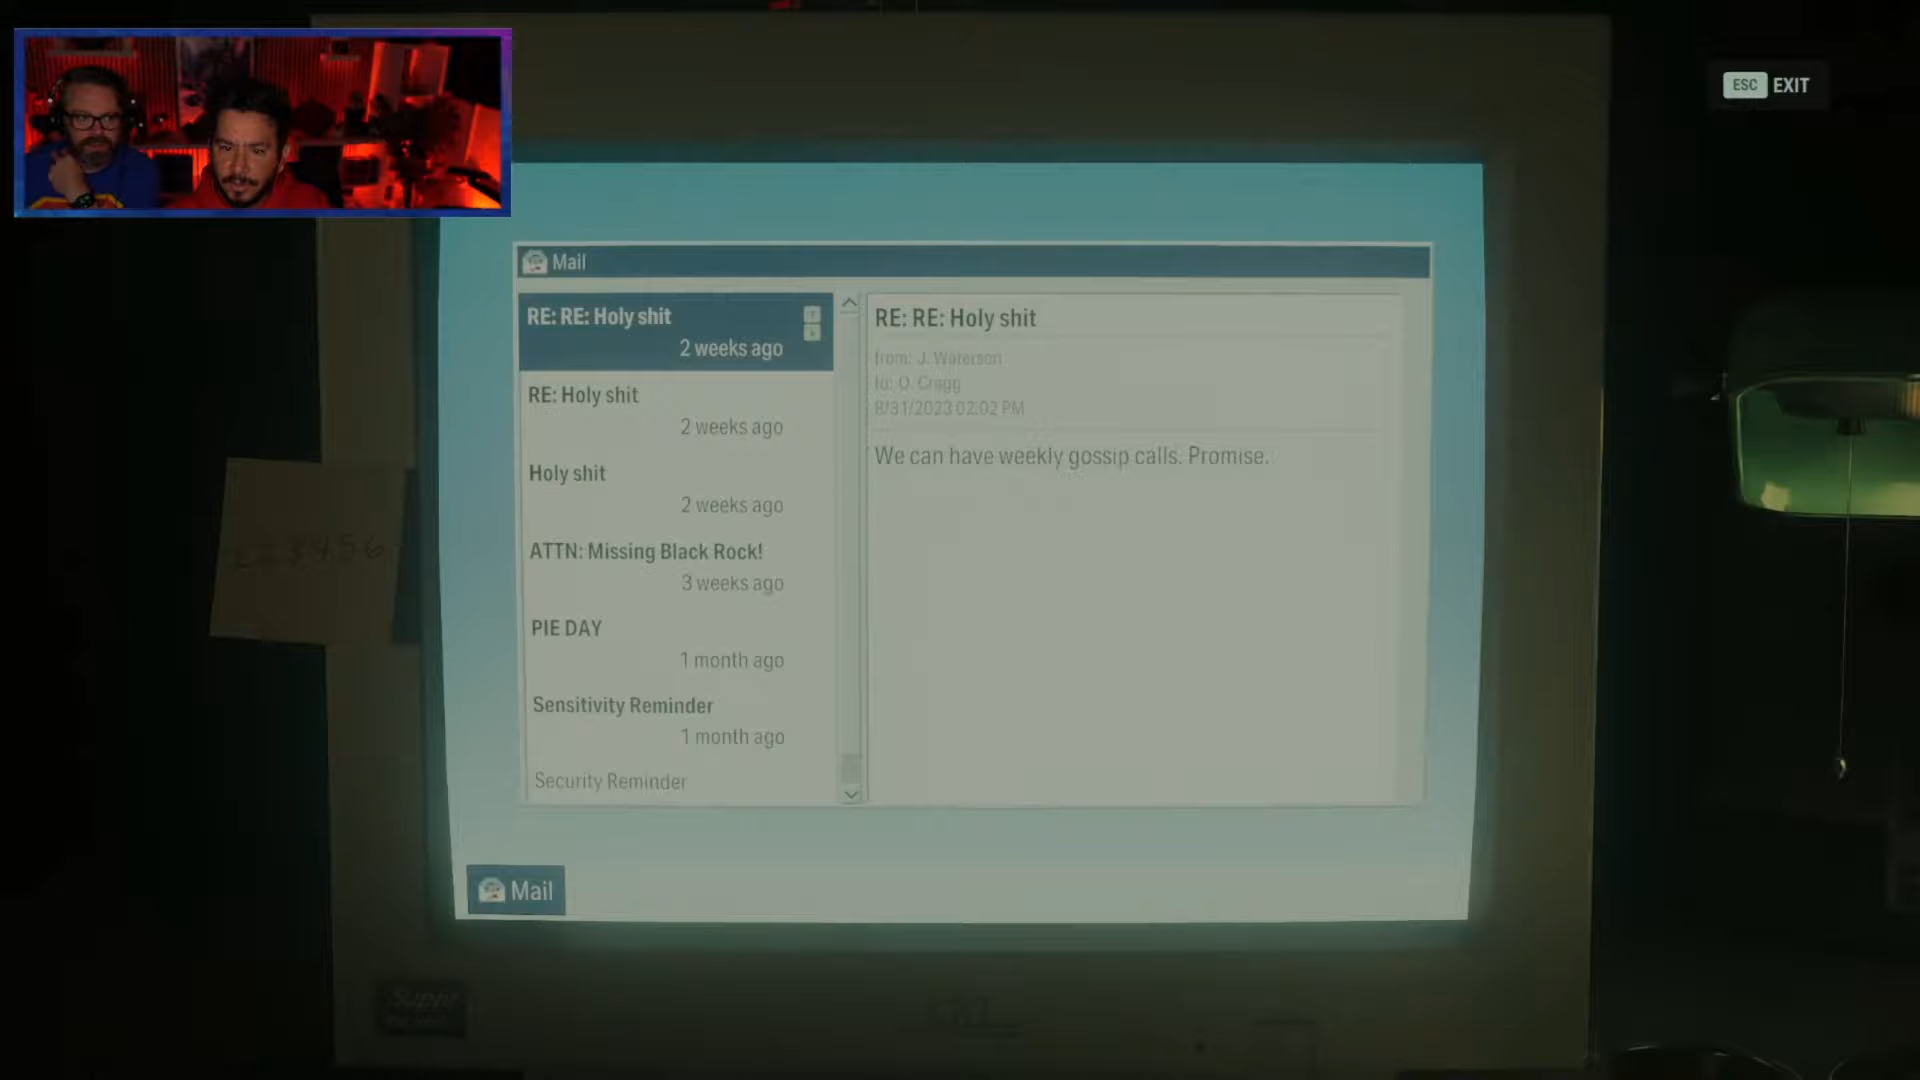 ESC EXIT
Mail
RE: RE: Holy shit
2 weeks ago
RE: Holy shit
2 weeks ago
Holy shit
2 weeks ago
ATTN: Missing Black Rock!
3 weeks ago
PIE DAY
1 month ago
Sensitivity Reminder
1 month ago
Security Reminder
RE: RE: Holy shit
from: J. Waterson
to: O. Cragg
8/31/2023 02:02 PM
We can have weekly gossip calls. Promise.
Mail